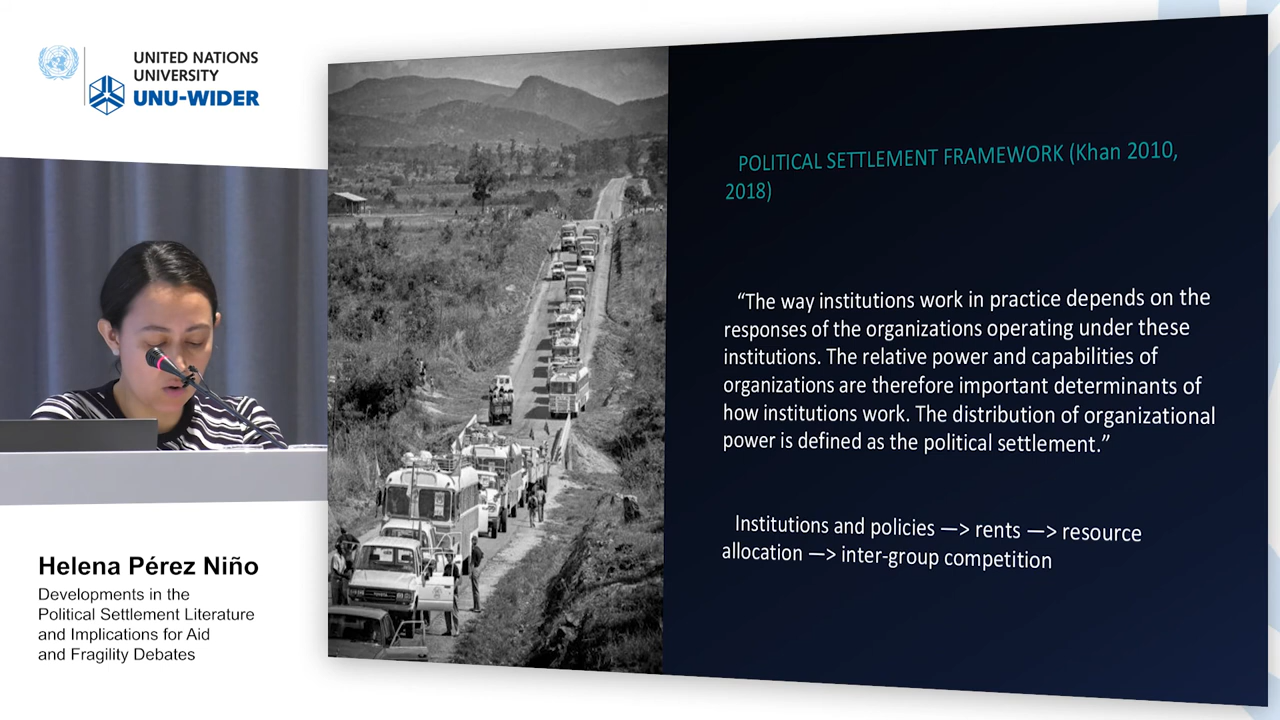 UNITED NATIONS
UNIVERSITY
UNU-WIDER
POLITICAL SETTLEMENT FRAMEWORK (Khan 2010,
2018)
“The way institutions work in practice depends on the
responses of the organizations operating under these
institutions. The relative power and capabilities of
organizations are therefore important determinants of
how institutions work. The distribution of organizational
power is defined as the political settlement.”
Institutions and policies —> rents —> resource
allocation —> inter-group competition
Helena Pérez Niño
Developments in the
Political Settlement Literature
and Implications for Aid
and Fragility Debates